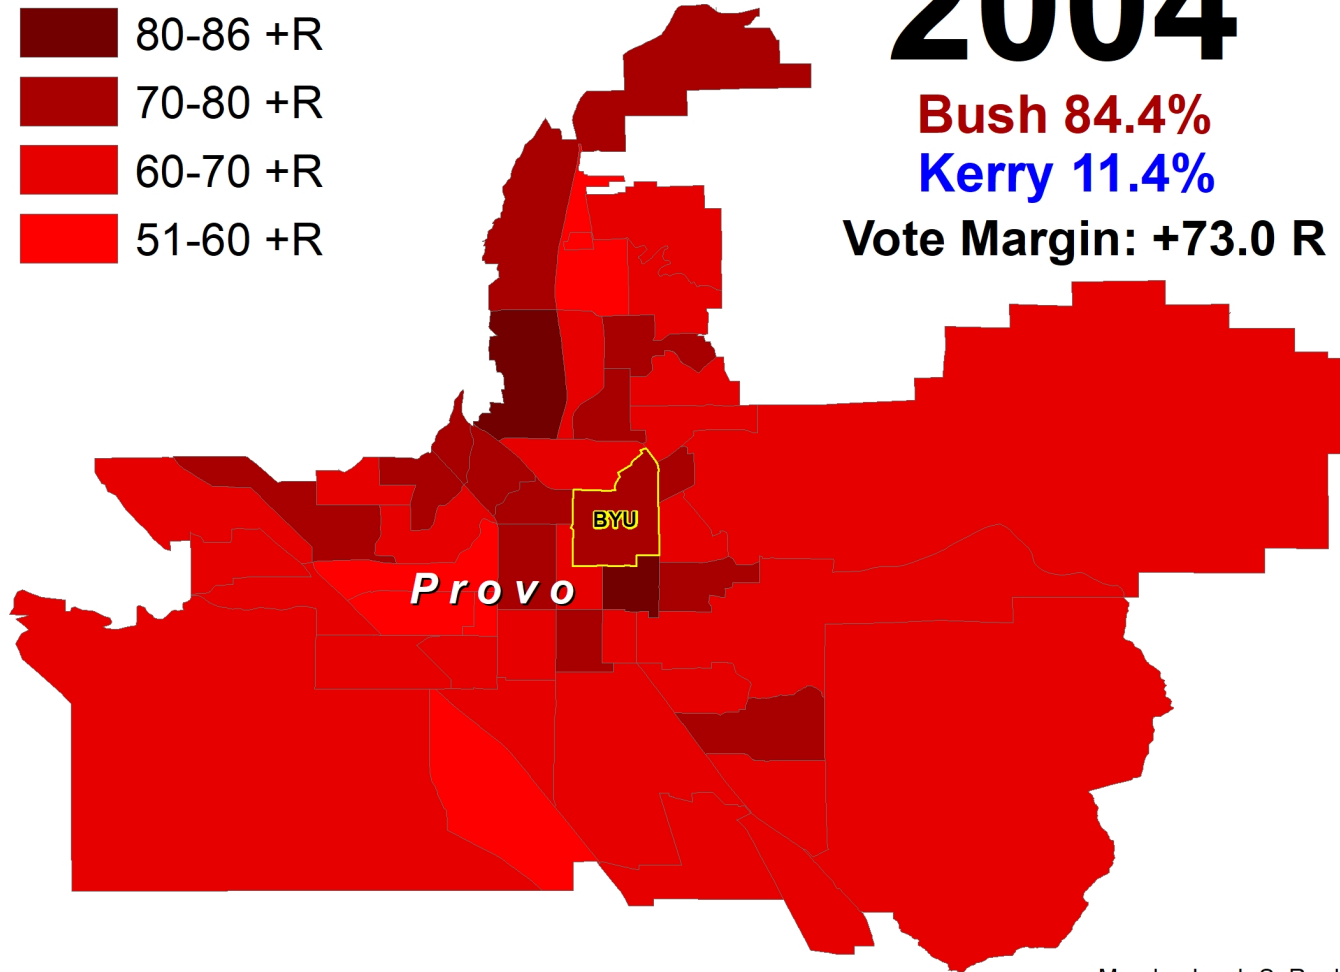 2004
80-86 +R
70-80 +R
60-70 +R
51-60 +R
Bush 84.4%
Kerry 11.4%
Vote Margin: +73.0 R
BYU
Provo